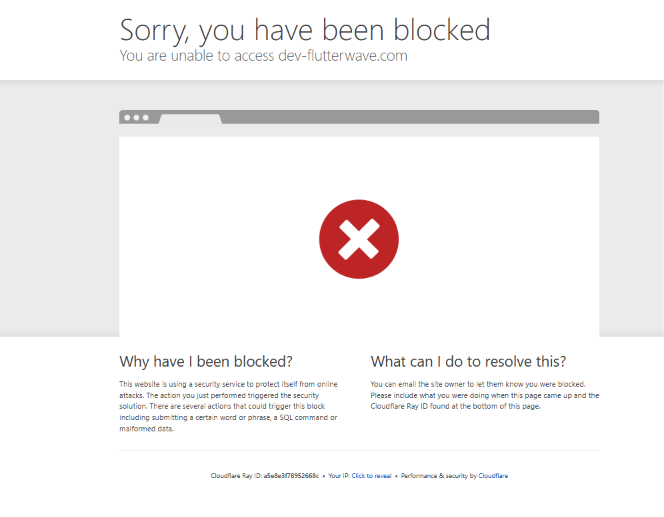 Sorry, you have been blocked
You are unable to access dev-flutterwave.com
Why have I been blocked?
This website is using a security service to protect itself from online
attacks. The action you just performed triggered the security
solution. There are several actions that could trigger this block
including submitting a certain word or phrase, a SQL command or
malformed data.
What can I do to resolve this?
You can email the site owner to let them know you were blocked.
Please include what you were doing when this page came up and the
Cloudflare Ray ID found at the bottom of this page.
Cloudflare Ray ID: a5e8e3f78952668c • Your IP: Click to reveal • Performance & security by Cloudflare